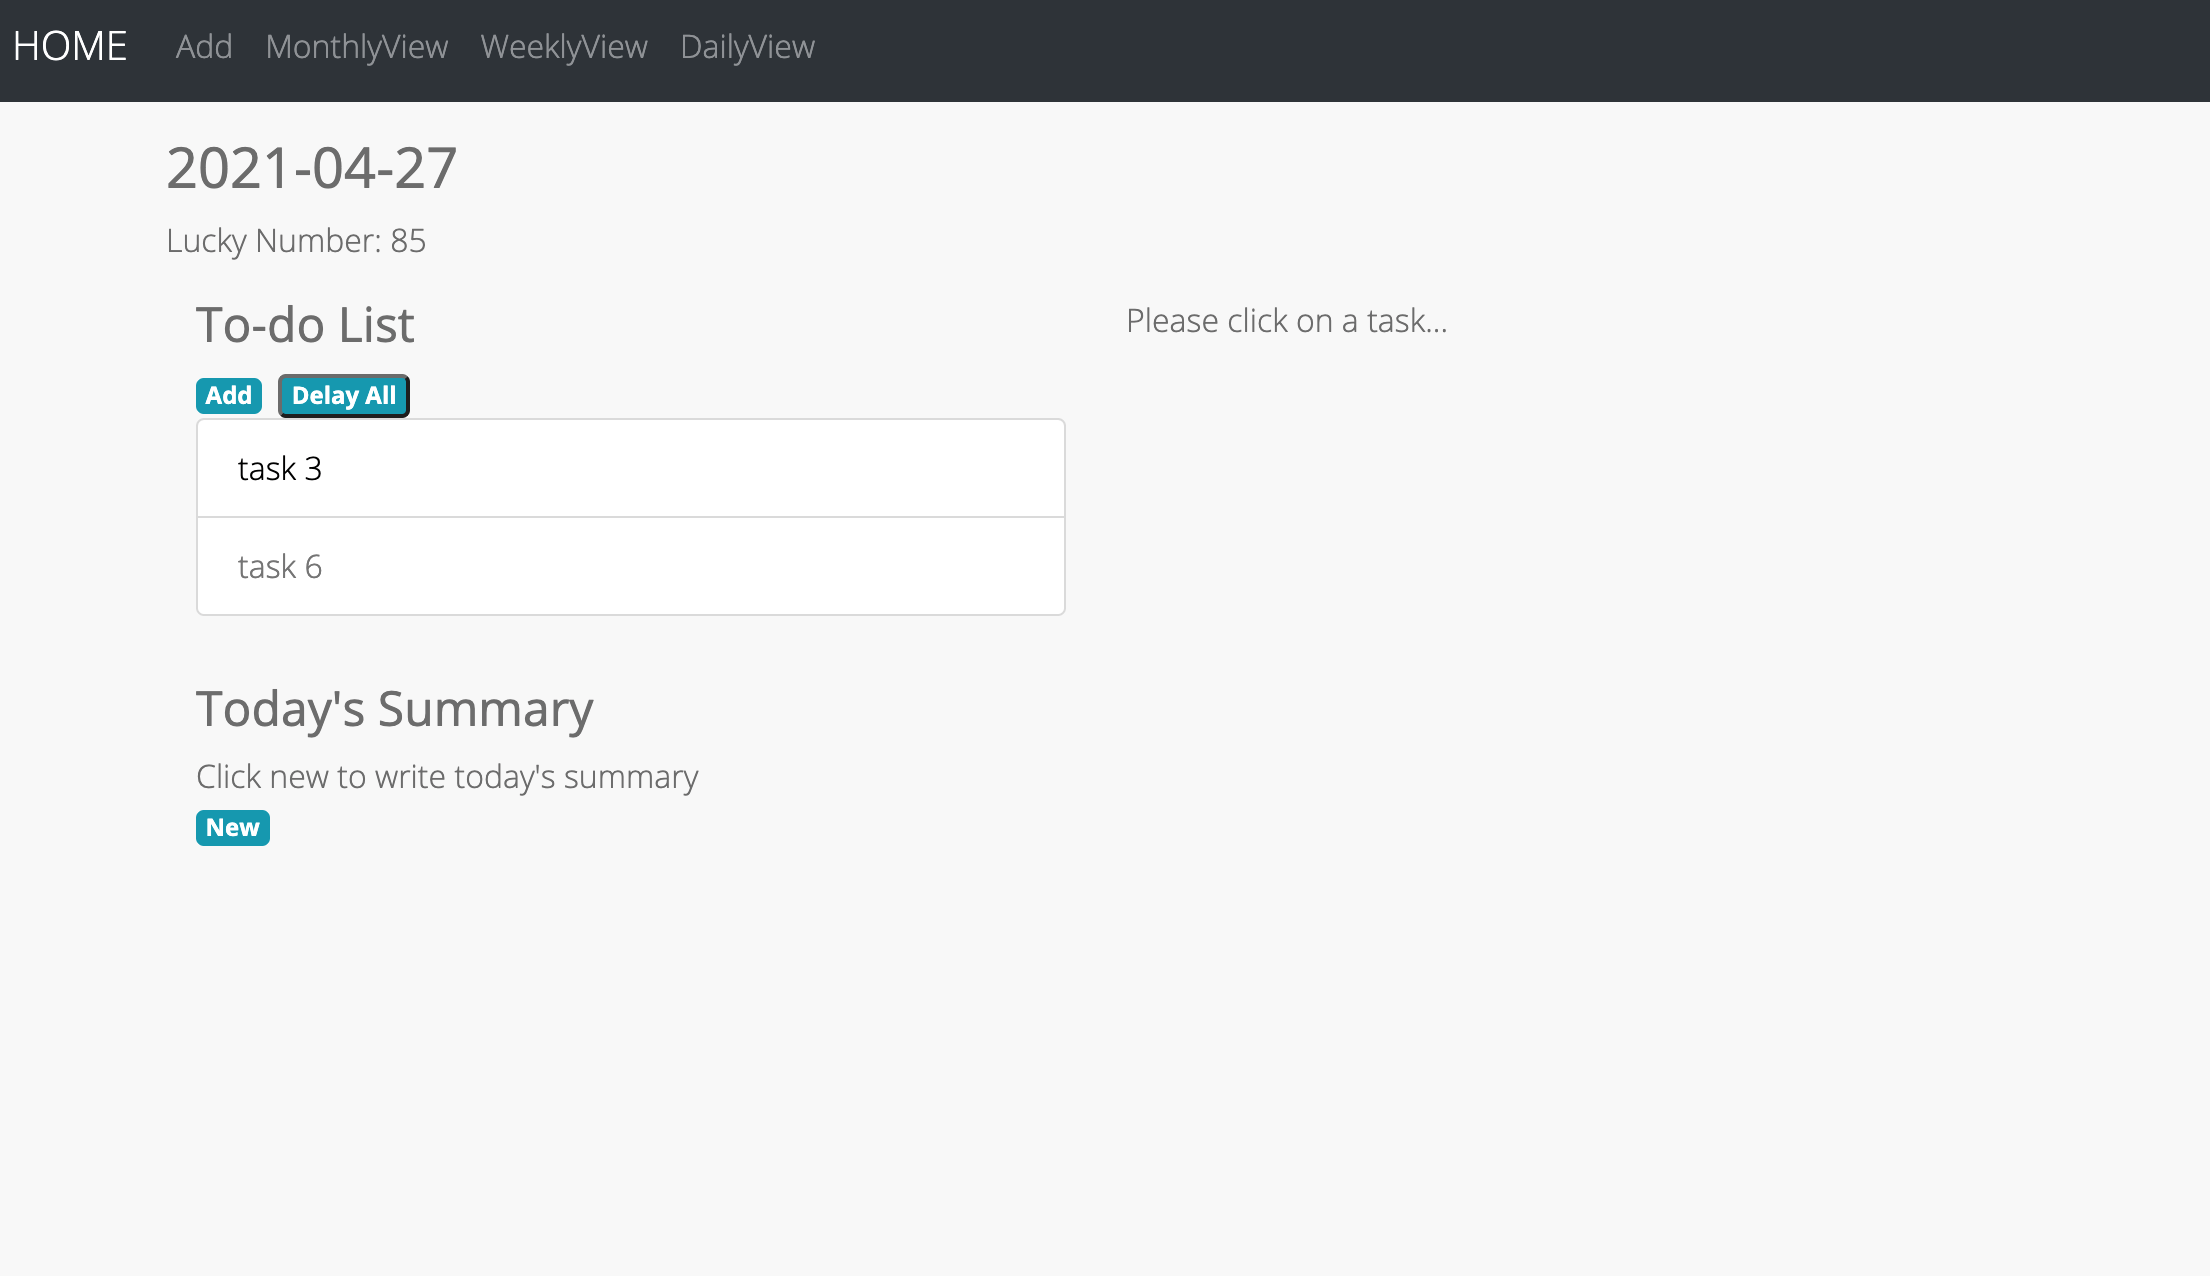 HOME Add MonthlyView WeeklyView DailyView
2021-04-27
Lucky Number: 85
To-do List
Add Delay All
task 3
task 6
Today's Summary
Click new to write today's summary
New
Please click on a task...